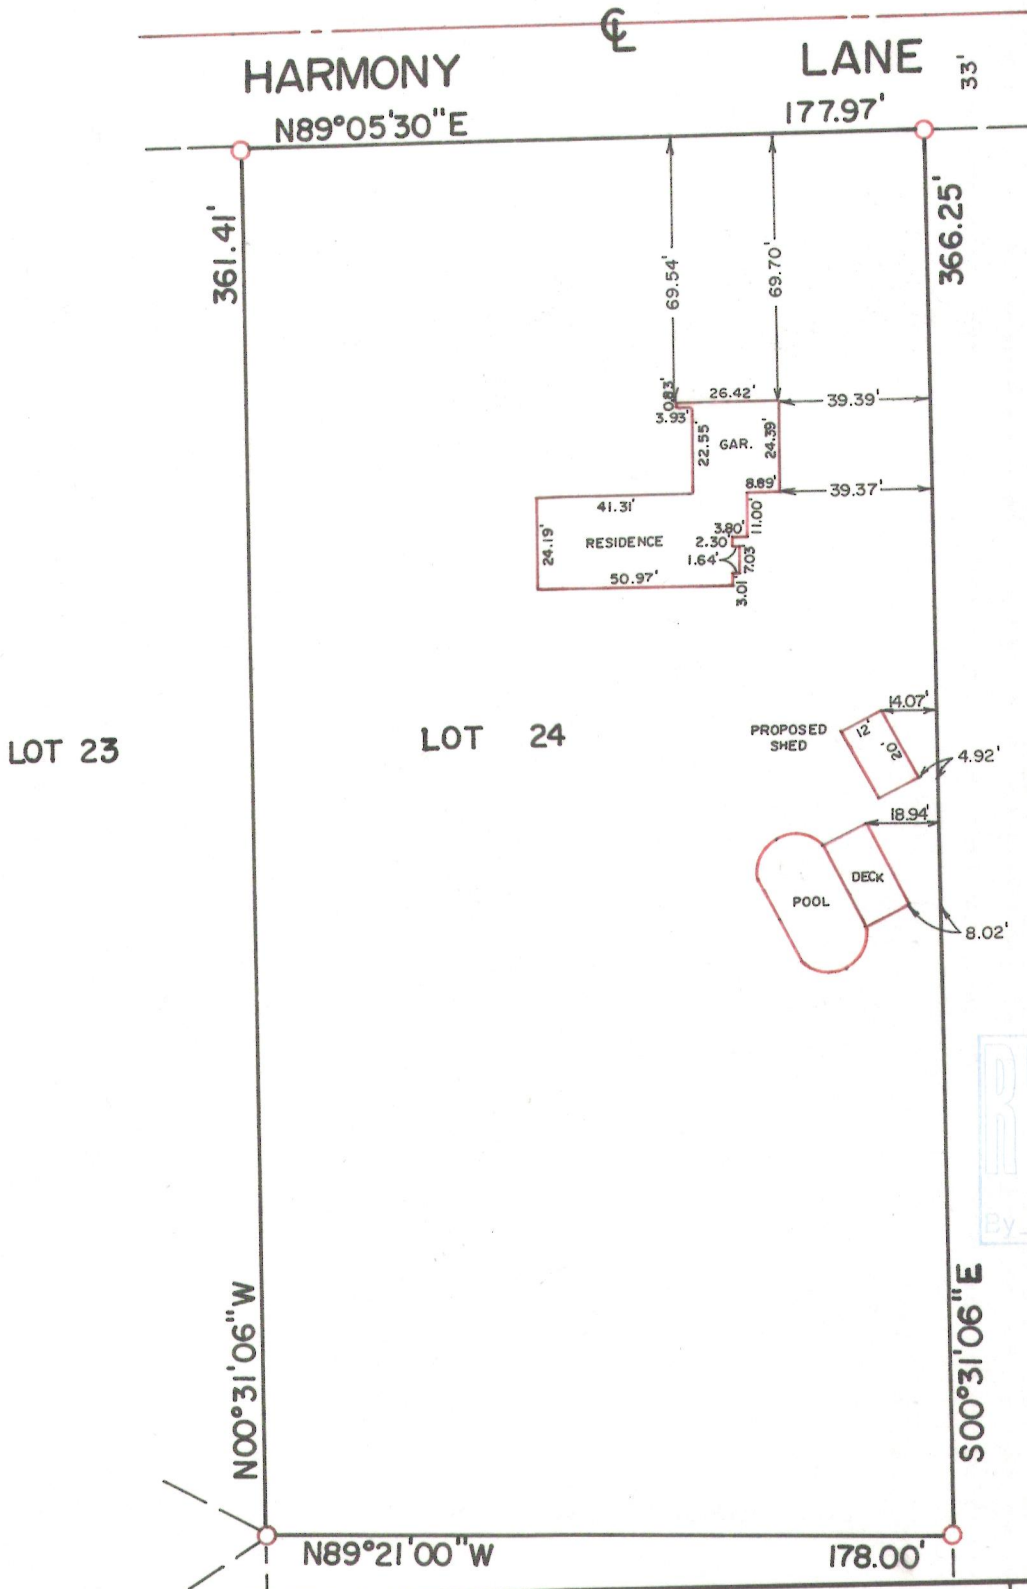 ℄
HARMONY LANE
33'
N89°05'30"E 177.97'
361.41'
366.25'
69.54'
69.70'
0.83'
26.42'
39.39'
3.93'
22.55'
GAR.
24.39'
8.89'
39.37'
41.31'
11.00'
24.19'
RESIDENCE
3.80'
2.30'
1.64'
7.03'
50.97'
3.01'
14.07'
LOT 23
LOT 24
PROPOSED
SHED
12'
20'
4.92'
18.94'
DECK
POOL
8.02'
By
N00°31'06"W
S00°31'06"E
N89°21'00"W 178.00'